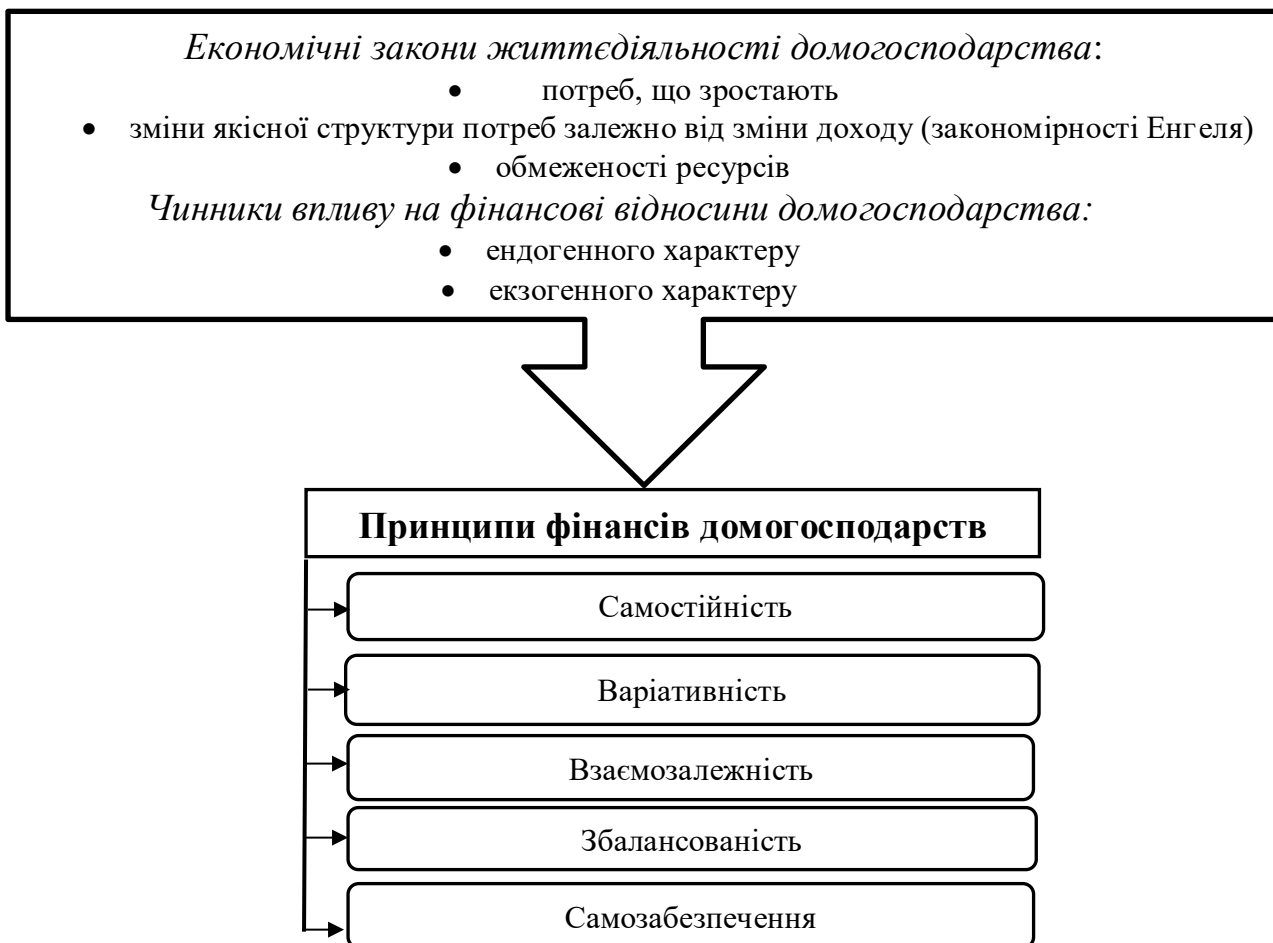 Економічні закони життєдіяльності домогосподарства:
• потреб, що зростають
• зміни якісної структури потреб залежно від зміни доходу (закономірності Енгеля)
• обмеженості ресурсів
Чинники впливу на фінансові відносини домогосподарства:
• ендогенного характеру
• екзогенного характеру
Принципи фінансів домогосподарств
Самостійність
Варіативність
Взаємозалежність
Збалансованість
Самозабезпечення